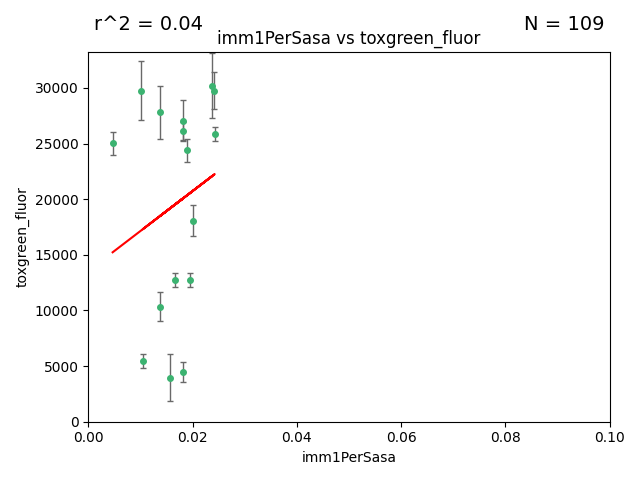 r^2 = 0.04
N = 109
imm1PerSasa vs toxgreen_fluor
30000
25000
20000
15000
10000
5000
0
toxgreen_fluor
0.00 0.02 0.04 0.06 0.08 0.10
imm1PerSasa